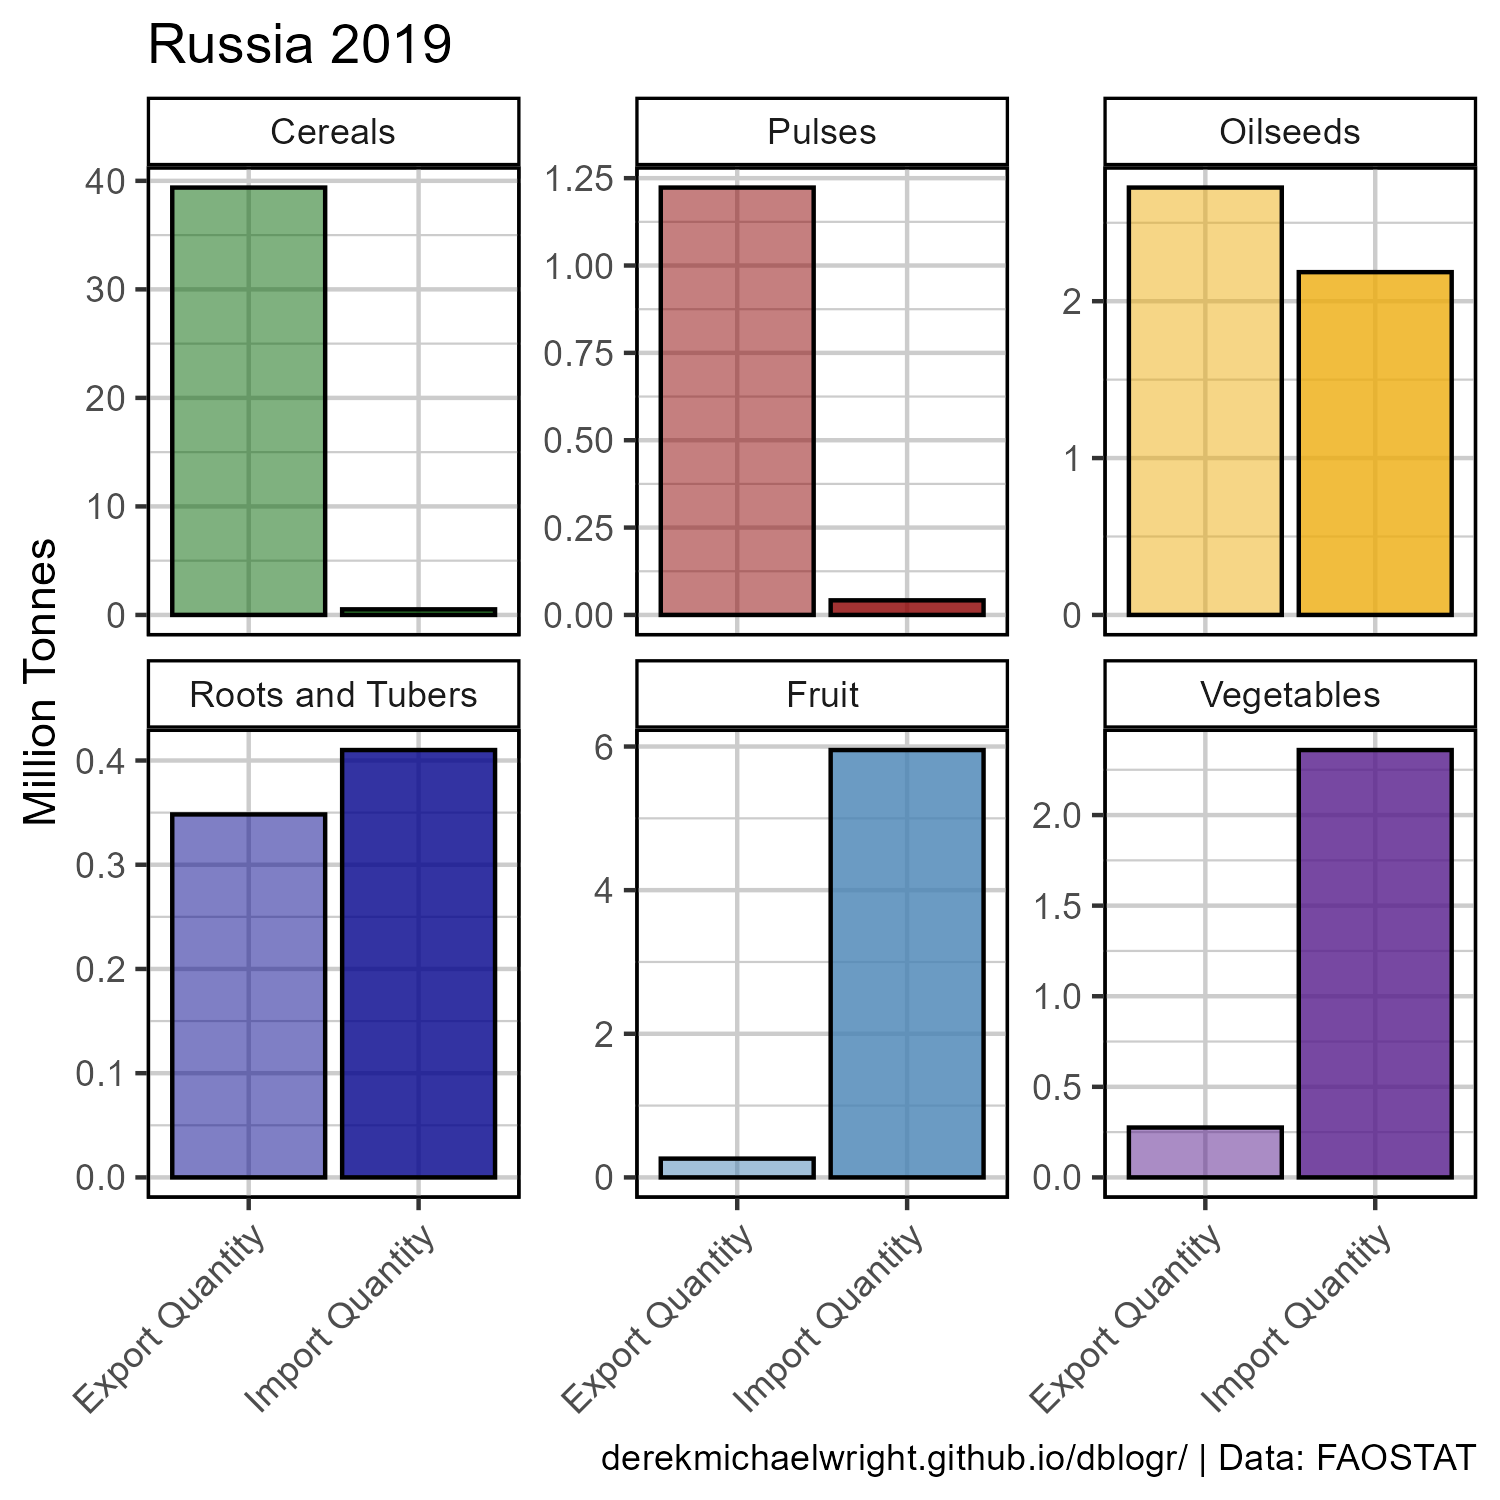 Russia 2019
Cereals
Pulses
Oilseeds
40
30
20
10
0
1.25
1.00
0.75
0.50
0.25
0.00
2
1
0
Million Tonnes
Roots and Tubers
Fruit
Vegetables
0.4
0.3
0.2
0.1
0.0
6
4
2
0
2.0
1.5
1.0
0.5
0.0
Export Quantity
Import Quantity
Export Quantity
Import Quantity
Export Quantity
Import Quantity
derekmichaelwright.github.io/dblogr/ | Data: FAOSTAT